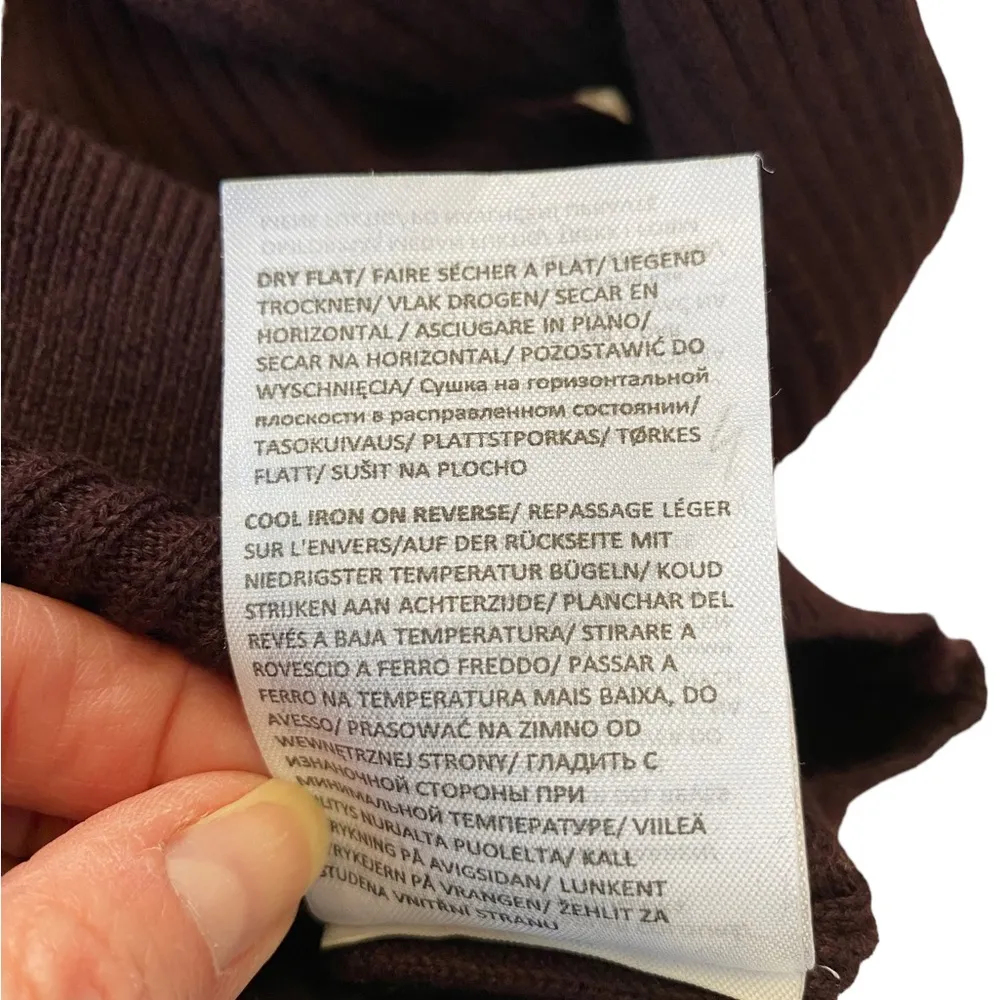 DRY FLAT/ FAIRE SÉCHER A PLAT/ LIEGEND
TROCKNEN/ VLAK DROGEN/ SECAR EN
HORIZONTAL / ASCIUGARE IN PIANO/
SECAR NA HORIZONTAL/ POZOSTAWIĆ DO
WYSCHNIĘCIA/ Сушка на горизонтальной
плоскости в расправленном состоянии/
TASOKUIVAUS/ PLATTSTPORKAS/ TØRKES
FLATT/ SUŠIT NA PLOCHO
COOL IRON ON REVERSE/ REPASSAGE LÉGER
SUR L'ENVERS/AUF DER RÜCKSEITE MIT
NIEDRIGSTER TEMPERATUR BÜGELN/ KOUD
STRIJKEN AAN ACHTERZIJDE/ PLANCHAR DEL
REVÉS A BAJA TEMPERATURA/ STIRARE A
ROVESCIO A FERRO FREDDO/ PASSAR A
FERRO NA TEMPERATURA MAIS BAIXA, DO
AVESSO/ PRASOWAĆ NA ZIMNO OD
WEWNĘTRZNEJ STRONY/ ГЛАДИТЬ С
ИЗНАНОЧНОЙ СТОРОНЫ ПРИ
МИНИМАЛЬНОЙ ТЕМПЕРАТУРЕ/ VIILEÄ
NURJALTA PUOLELTA/ KALL
PÅ AVIGSIDAN/ LUNKENT
PÅ VRANGEN/ ŽEHLIT ZA
STUDENA VNITŘNÍ STRANU